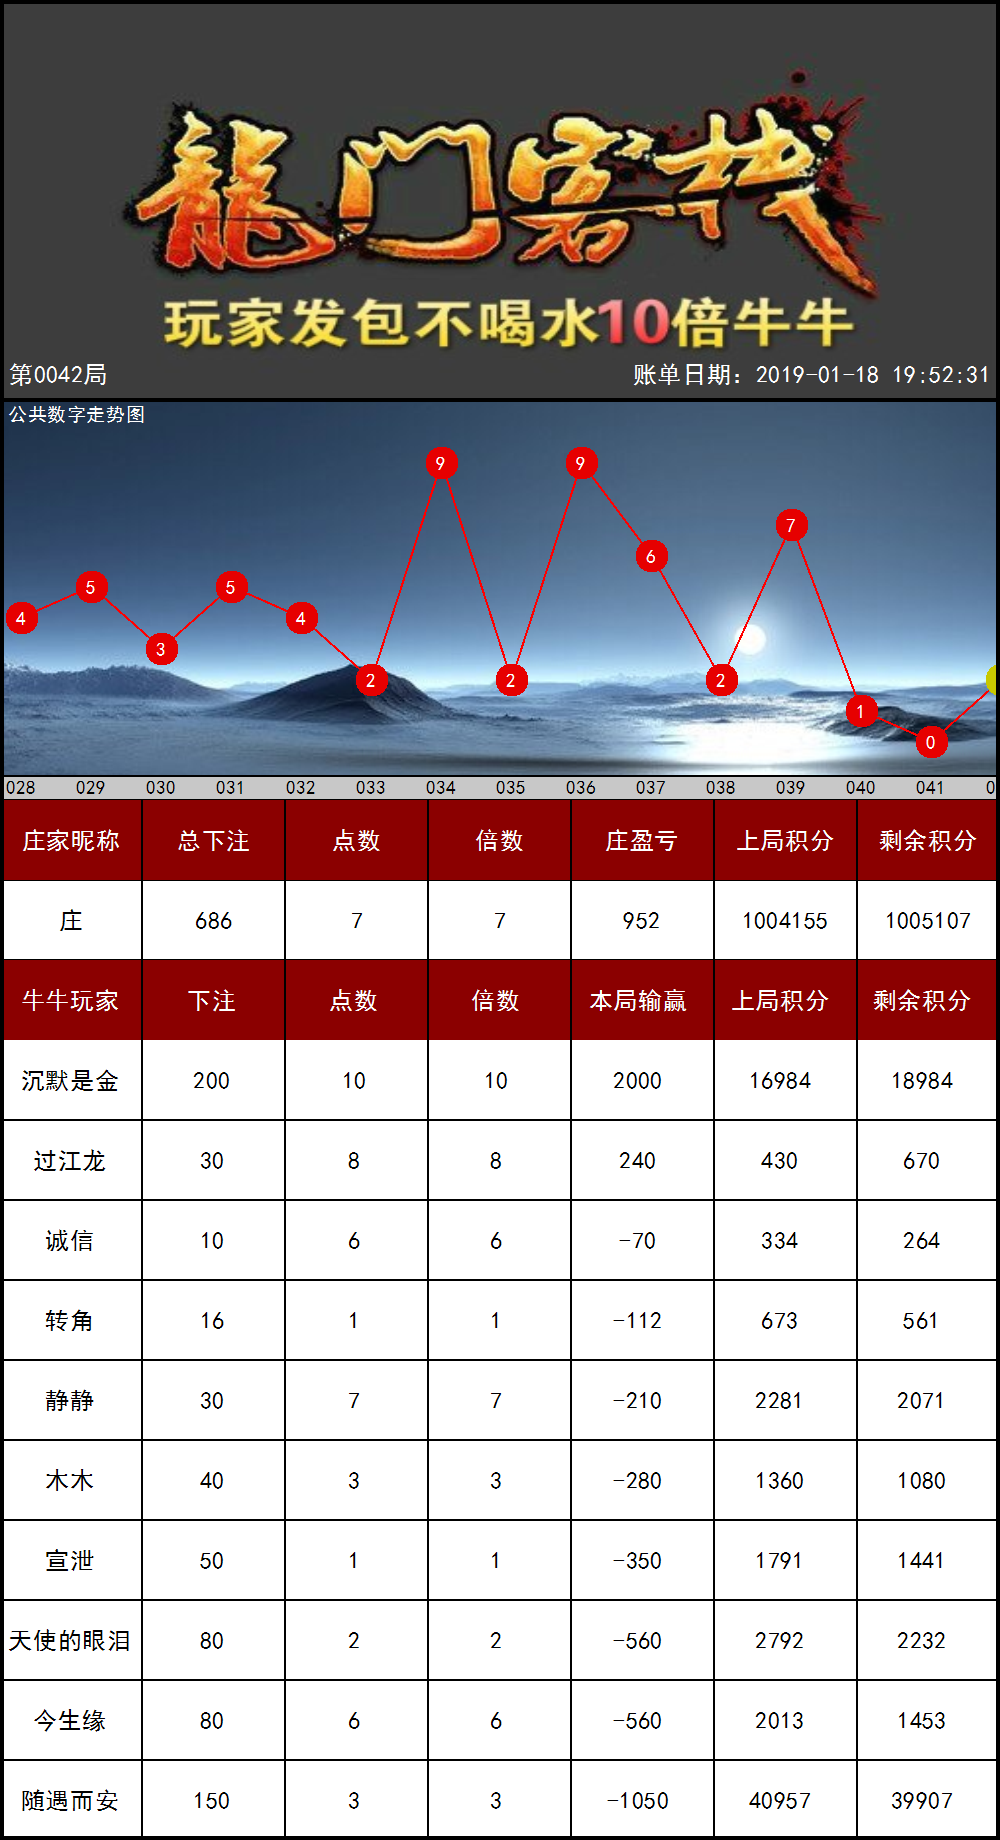 龍门客栈
玩家发包不喝水10倍牛牛
第0042局 账单日期：2019-01-18 19:52:31
公共数字走势图
4 5 3 5 4 2 9 2 9 6 2 7 1 0
028 029 030 031 032 033 034 035 036 037 038 039 040 041 0
庄家昵称 总下注 点数 倍数 庄盈亏 上局积分 剩余积分
庄 686 7 7 952 1004155 1005107
牛牛玩家 下注 点数 倍数 本局输赢 上局积分 剩余积分
沉默是金 200 10 10 2000 16984 18984
过江龙 30 8 8 240 430 670
诚信 10 6 6 -70 334 264
转角 16 1 1 -112 673 561
静静 30 7 7 -210 2281 2071
木木 40 3 3 -280 1360 1080
宣泄 50 1 1 -350 1791 1441
天使的眼泪 80 2 2 -560 2792 2232
今生缘 80 6 6 -560 2013 1453
随遇而安 150 3 3 -1050 40957 39907